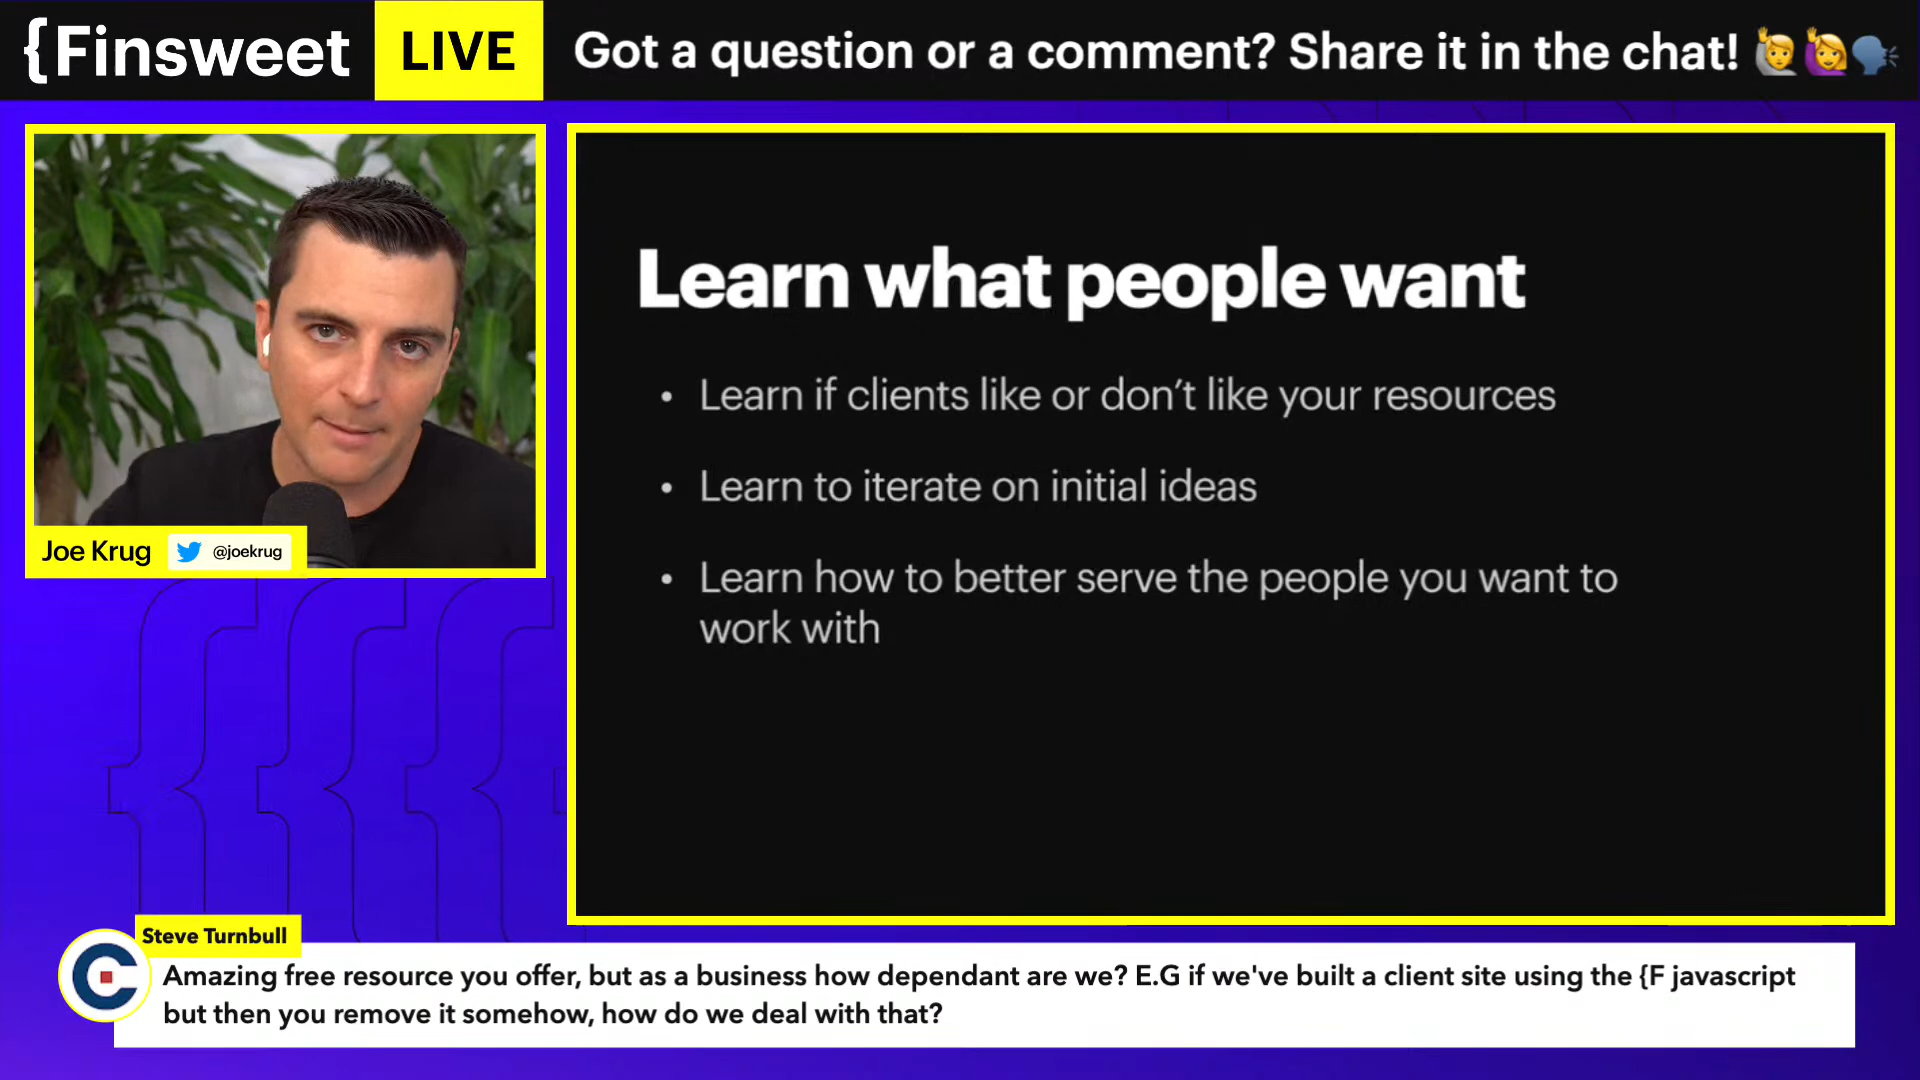 {Finsweet
LIVE
Got a question or a comment? Share it in the chat! 🙋‍♂️🙋‍♀️🗣️
Joe Krug
@joekrug
Learn what people want
• Learn if clients like or don’t like your resources
• Learn to iterate on initial ideas
• Learn how to better serve the people you want to
work with
Steve Turnbull
Amazing free resource you offer, but as a business how dependant are we? E.G if we've built a client site using the {F javascript
but then you remove it somehow, how do we deal with that?